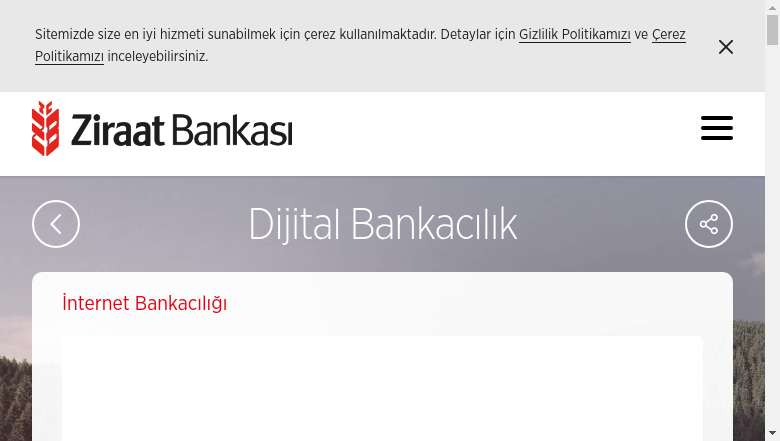 Sitemizde size en iyi hizmeti sunabilmek için çerez kullanılmaktadır. Detaylar için Gizlilik Politikamızı ve Çerez
Politikamızı inceleyebilirsiniz.
Ziraat Bankası
Dijital Bankacılık
İnternet Bankacılığı